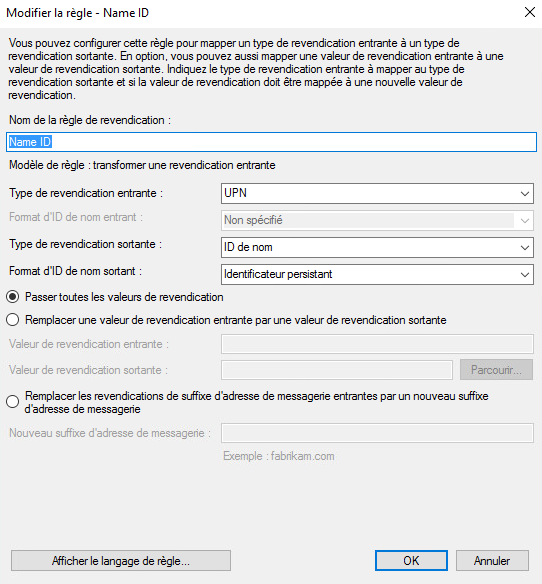 Modifier la règle - Name ID
Vous pouvez configurer cette règle pour mapper un type de revendication entrante à un type de
revendication sortante. En option, vous pouvez aussi mapper une valeur de revendication entrante à une
valeur de revendication sortante. Indiquez le type de revendication entrante à mapper au type de
revendication sortante et si la valeur de revendication doit être mappée à une nouvelle valeur de
revendication.
Nom de la règle de revendication :
Name ID
Modèle de règle : transformer une revendication entrante
Type de revendication entrante : UPN
Format d'ID de nom entrant : Non spécifié
Type de revendication sortante : ID de nom
Format d'ID de nom sortant : Identificateur persistant
Passer toutes les valeurs de revendication
Remplacer une valeur de revendication entrante par une valeur de revendication sortante
Valeur de revendication entrante :
Valeur de revendication sortante : Parcourir...
Remplacer les revendications de suffixe d'adresse de messagerie entrantes par un nouveau suffixe
d'adresse de messagerie
Nouveau suffixe d'adresse de messagerie :
Exemple : fabrikam.com
Afficher le langage de règle... OK Annuler